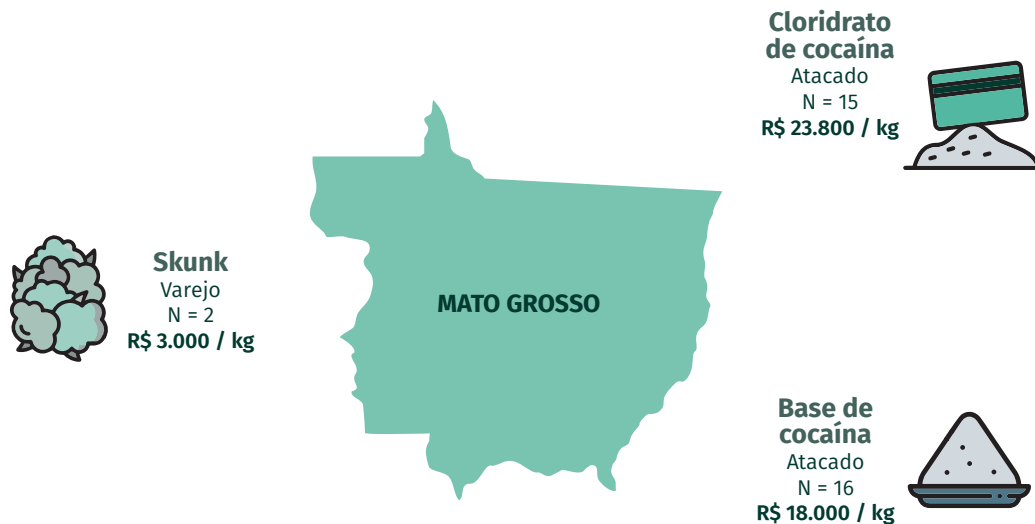 Cloridrato
de cocaína
Atacado
N = 15
R$ 23.800 / kg
Skunk
Varejo
N = 2
R$ 3.000 / kg
MATO GROSSO
Base de
cocaína
Atacado
N = 16
R$ 18.000 / kg